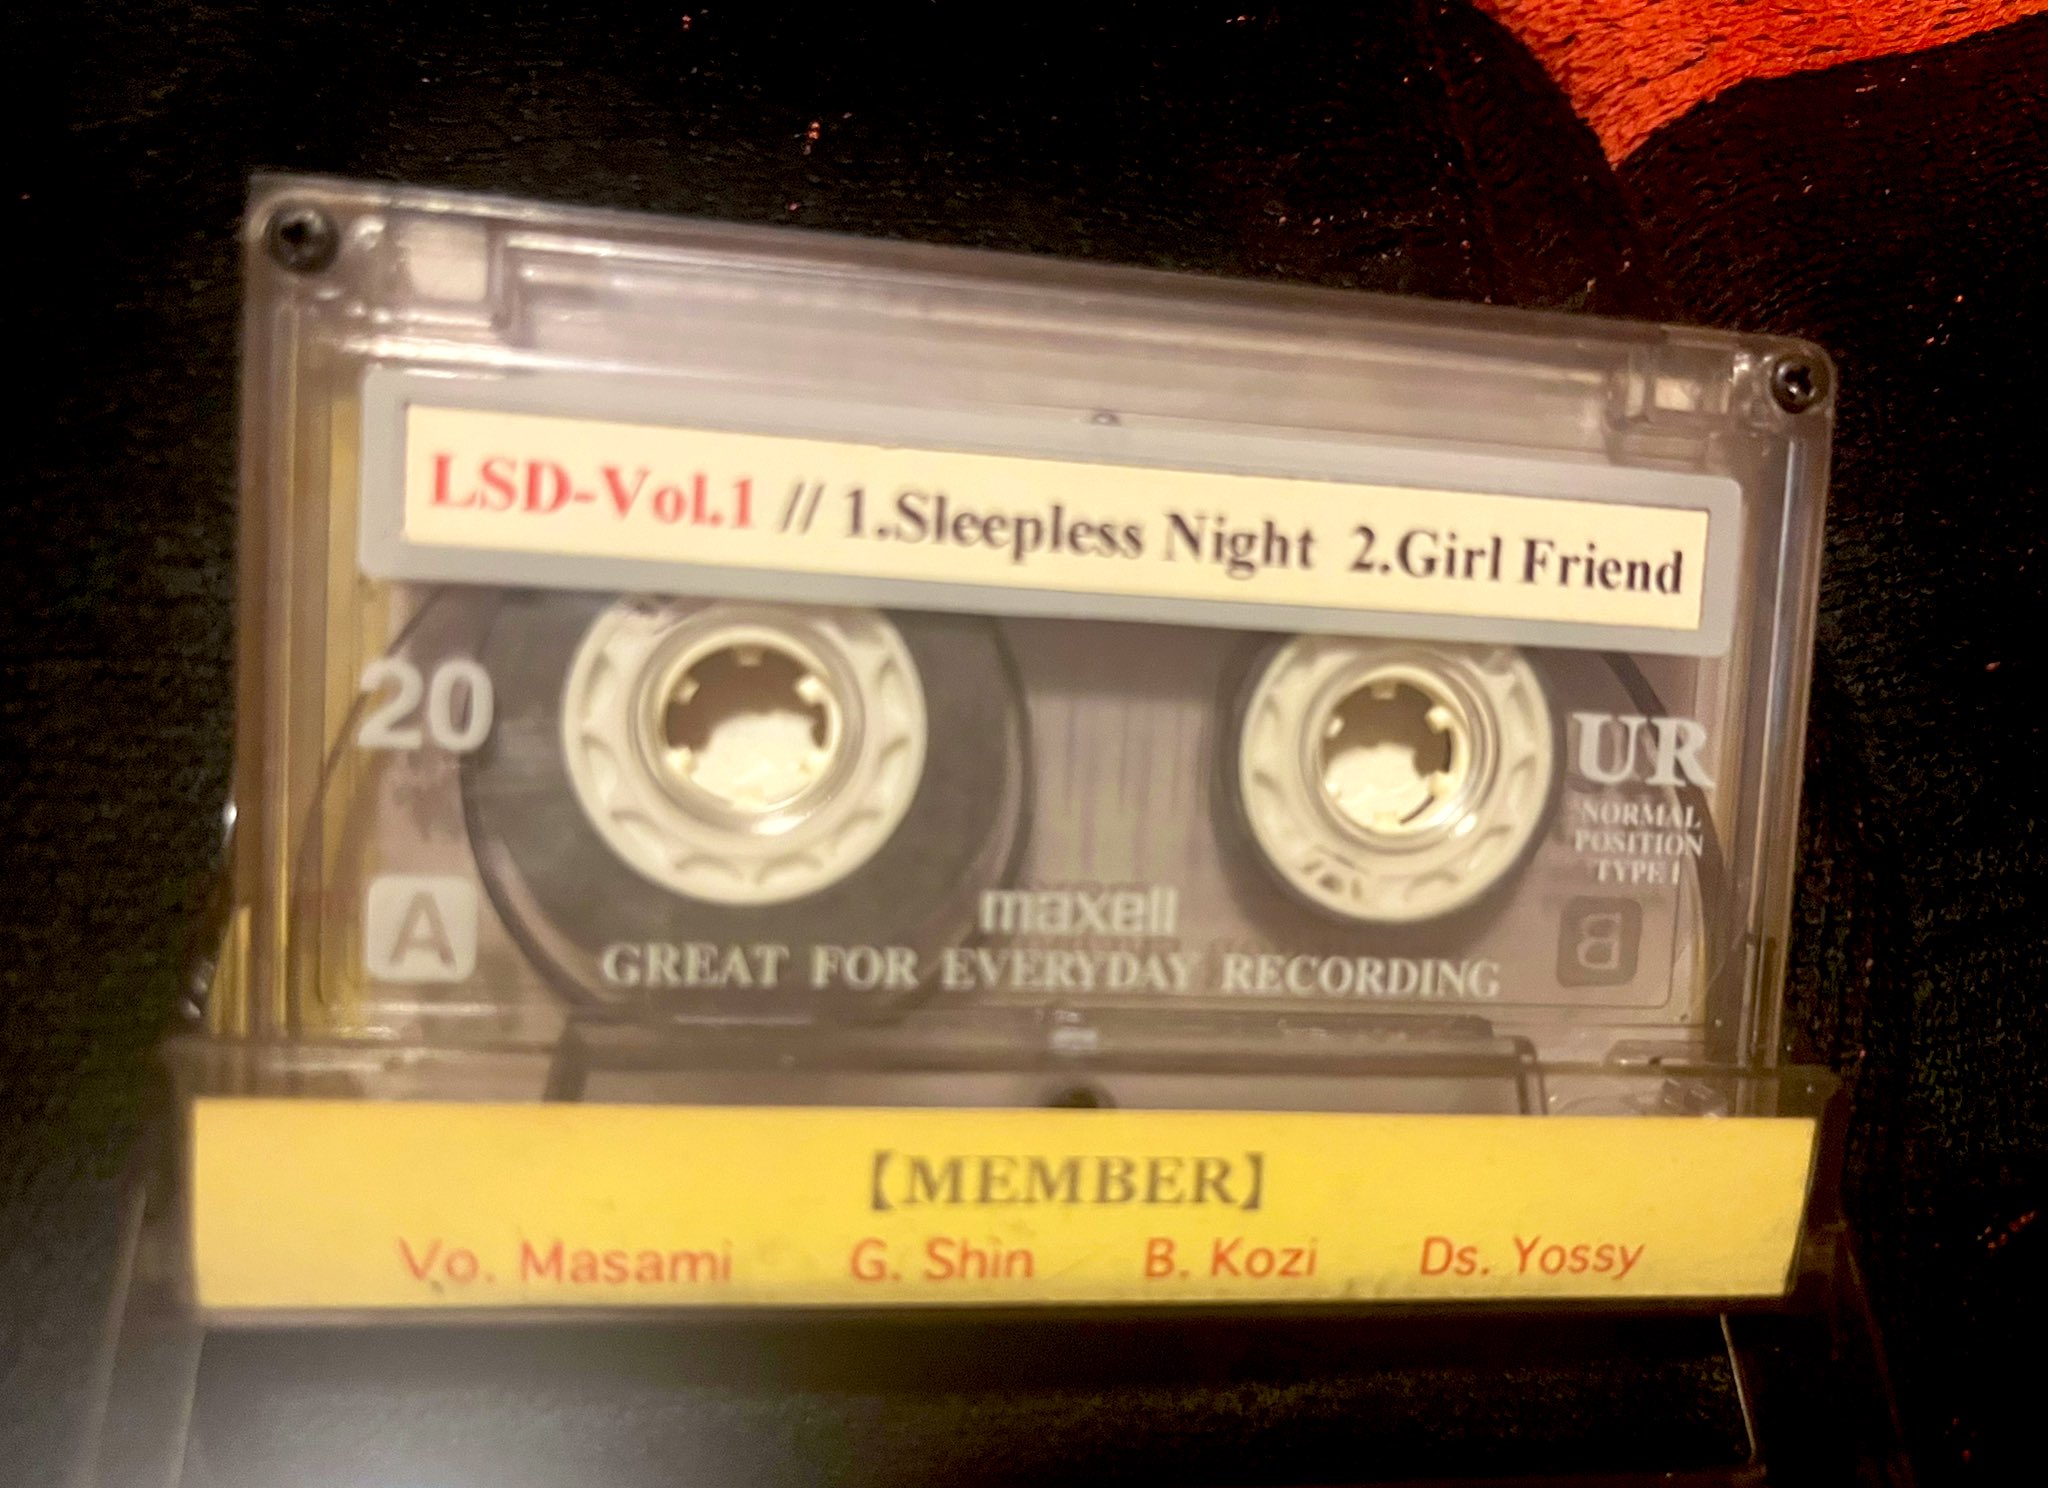 LSD-Vol.1 // 1.Sleepless Night 2.Girl Friend
20
UR
NORMAL
POSITION
TYPE I
A
B
maxell
GREAT FOR EVERYDAY RECORDING
【MEMBER】
Vo. Masami G. Shin B. Kozi Ds. Yossy